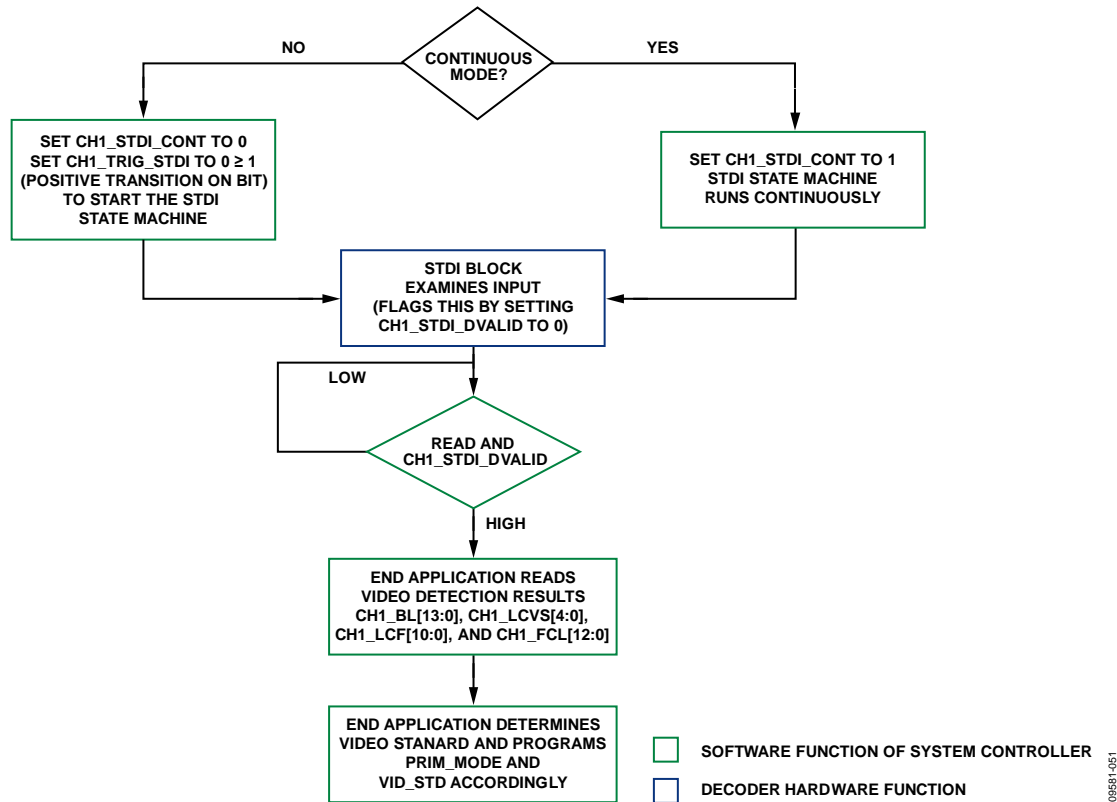 CONTINUOUS
MODE?
NO
YES
SET CH1_STDI_CONT TO 0
SET CH1_TRIG_STDI TO 0 ≥ 1
(POSITIVE TRANSITION ON BIT)
TO START THE STDI
STATE MACHINE
SET CH1_STDI_CONT TO 1
STDI STATE MACHINE
RUNS CONTINUOUSLY
STDI BLOCK
EXAMINES INPUT
(FLAGS THIS BY SETTING
CH1_STDI_DVALID TO 0)
LOW
READ AND
CH1_STDI_DVALID
HIGH
END APPLICATION READS
VIDEO DETECTION RESULTS
CH1_BL[13:0], CH1_LCVS[4:0],
CH1_LCF[10:0], AND CH1_FCL[12:0]
END APPLICATION DETERMINES
VIDEO STANARD AND PROGRAMS
PRIM_MODE AND
VID_STD ACCORDINGLY
SOFTWARE FUNCTION OF SYSTEM CONTROLLER
DECODER HARDWARE FUNCTION
09581-051